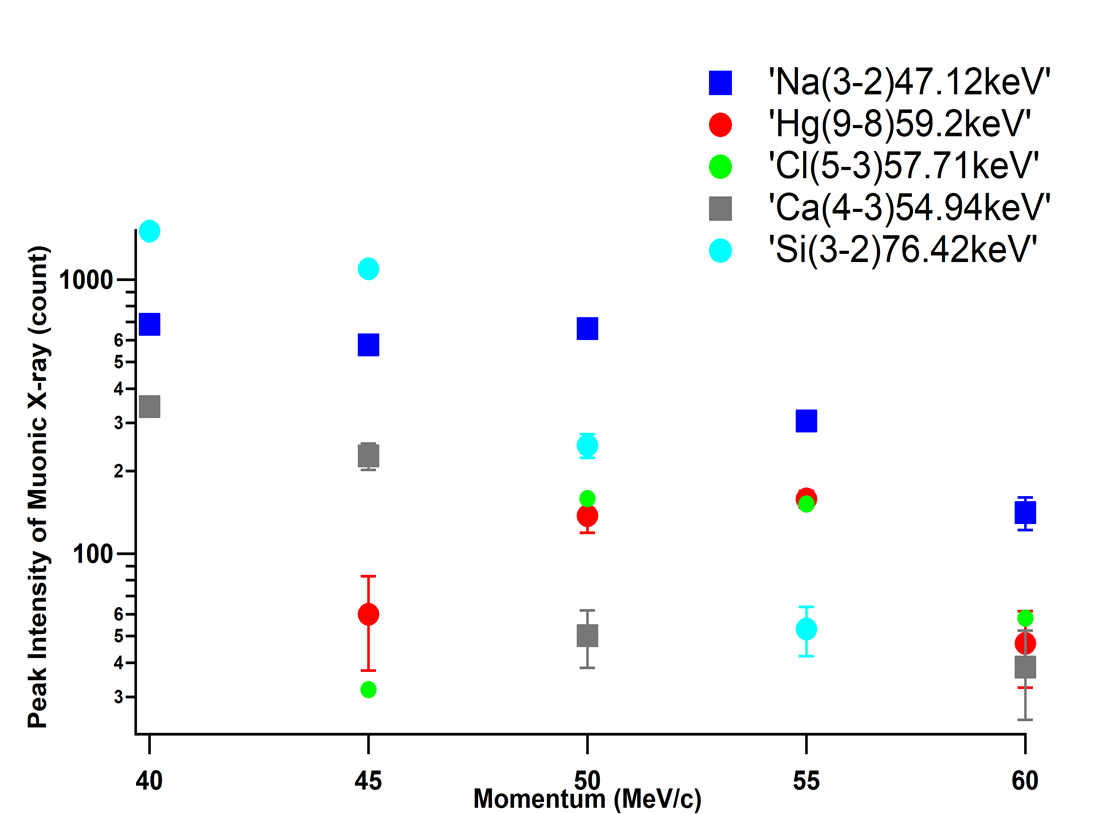 'Na(3-2)47.12keV'
'Hg(9-8)59.2keV'
'Cl(5-3)57.71keV'
'Ca(4-3)54.94keV'
'Si(3-2)76.42keV'
Peak Intensity of Muonic X-ray (count)
1000
6
5
4
3
2
100
6
5
4
3
40 45 50 55 60
Momentum (MeV/c)